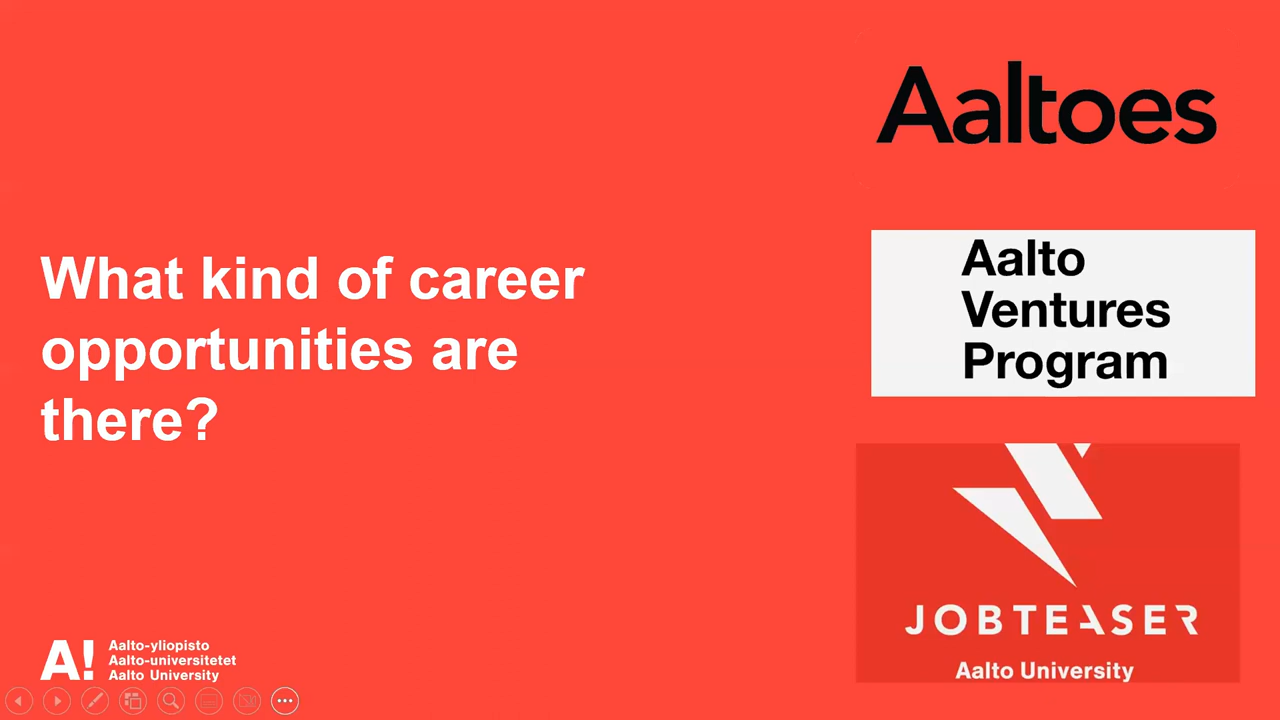 What kind of career
opportunities are
there?
Aaltoes
Aalto
Ventures
Program
JOBTEASER
Aalto University
A!
Aalto-yliopisto
Aalto-universitetet
Aalto University